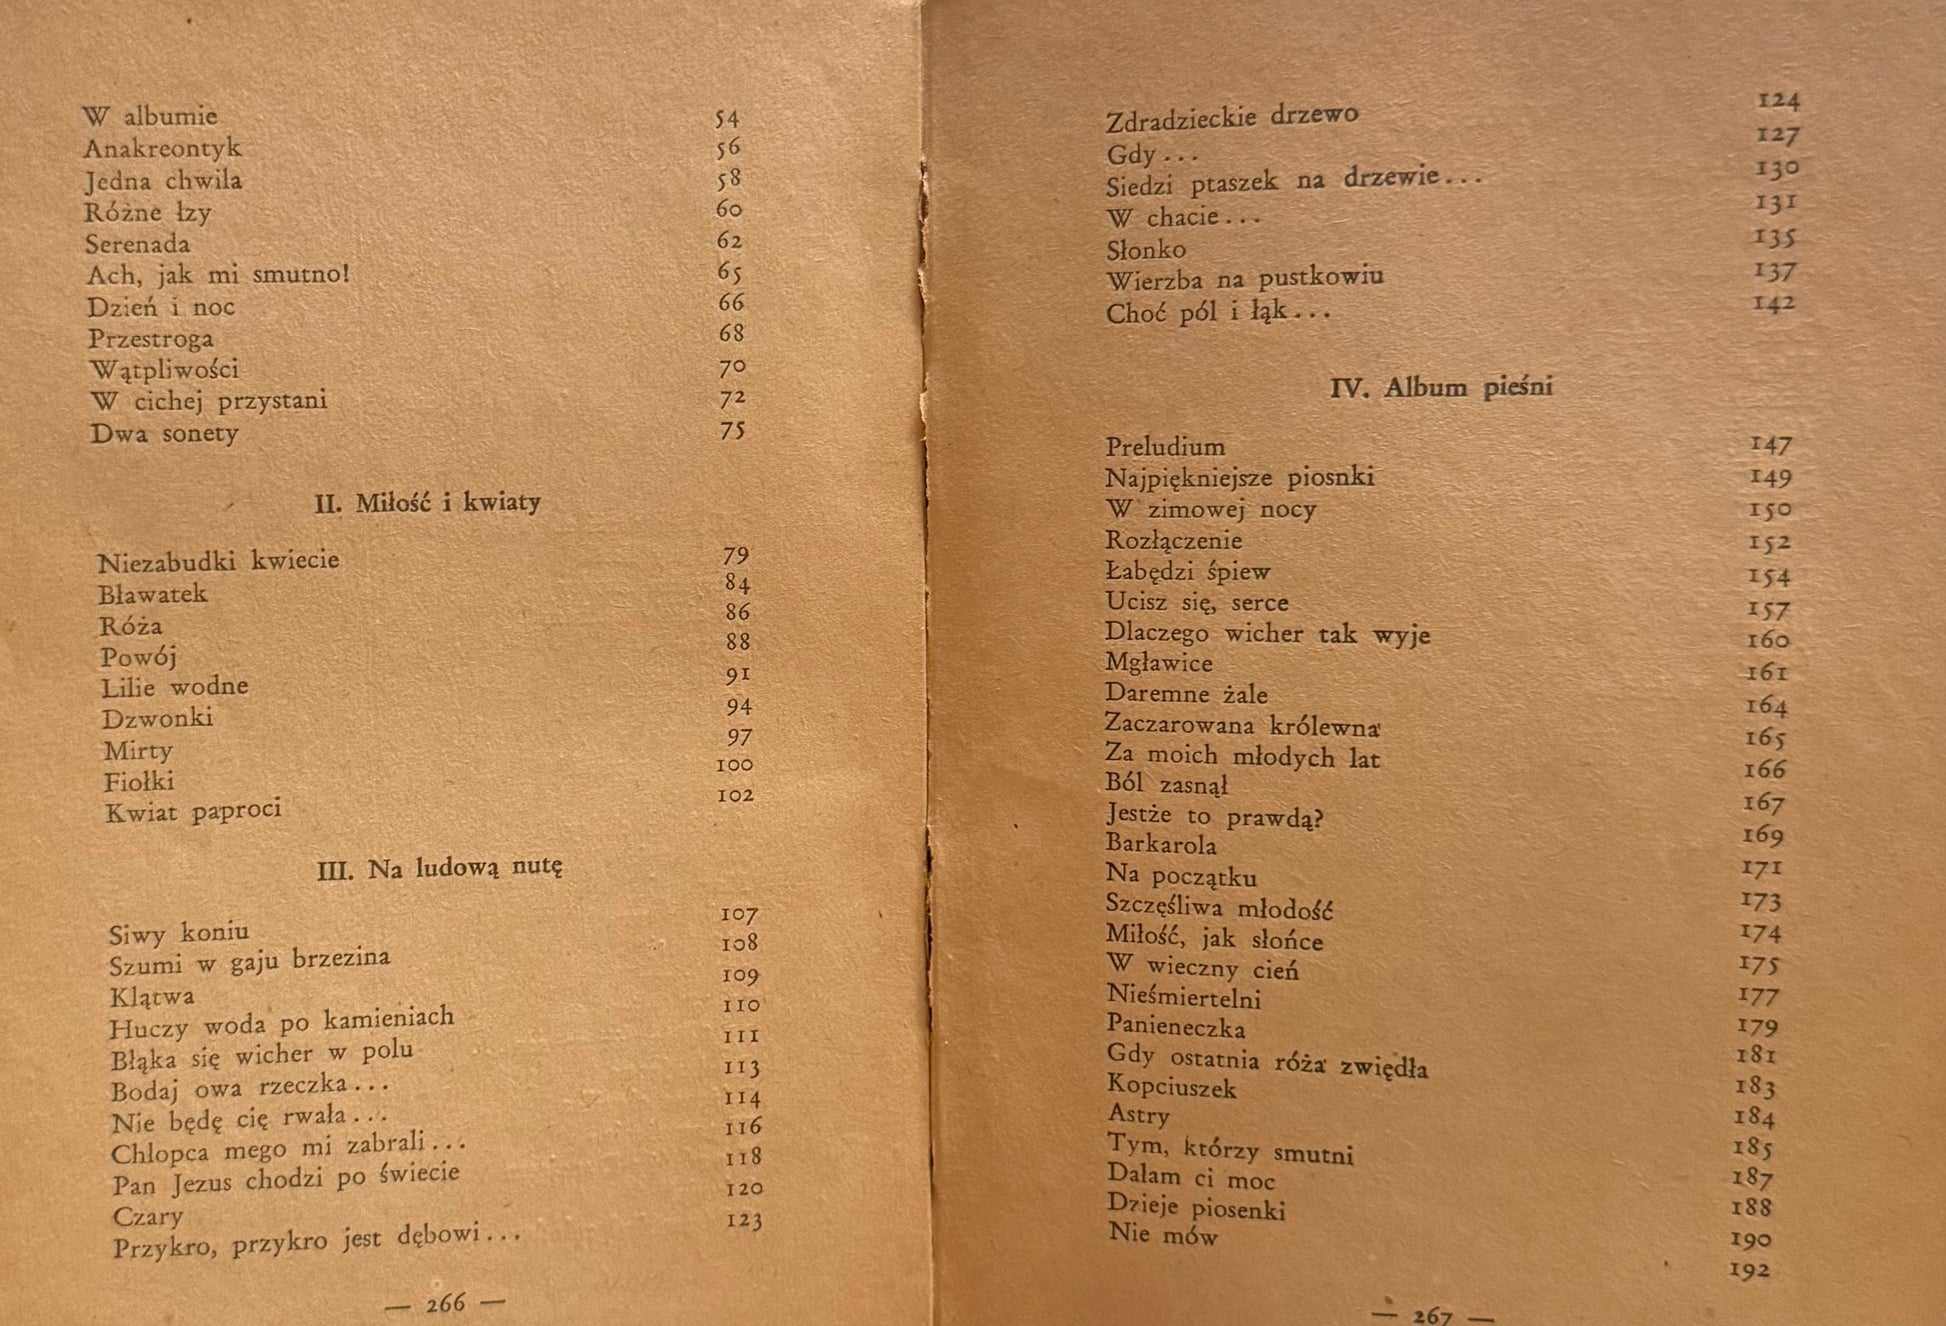 W albumie 54
Anakreontyk 56
Jedna chwila 58
Różne łzy 60
Serenada 62
Ach, jak mi smutno! 65
Dzień i noc 66
Przestroga 68
Wątpliwości 70
W cichej przystani 72
Dwa sonety 75
II. Miłość i kwiaty
Niezabudki kwiecie 79
Bławatek 84
Róża 86
Powój 88
Lilie wodne 91
Dzwonki 94
Mirty 97
Fiołki 100
Kwiat paproci 102
III. Na ludową nutę
Siwy koniu 107
Szumi w gaju brzezina 108
Klątwa 109
Huczy woda po kamieniach 110
Błąka się wicher w polu 111
Bodaj owa rzeczka... 113
Nie będę cię rwała... 114
Chlopca mego mi zabrali... 116
Pan Jezus chodzi po świecie 118
Czary 120
Przykro, przykro jest dębowi... 123
— 266 —
Zdradzieckie drzewo 124
Gdy... 127
Siedzi ptaszek na drzewie... 130
W chacie... 131
Słonko 135
Wierzba na pustkowiu 137
Choć pól i łąk... 142
IV. Album pieśni
Preludium 147
Najpiękniejsze piosnki 149
W zimowej nocy 150
Rozłączenie 152
Łabędzi śpiew 154
Ucisz się, serce 157
Dlaczego wicher tak wyje 160
Mgławice 161
Daremne żale 164
Zaczarowana królewna 165
Za moich młodych lat 166
Ból zasnął 167
Jestże to prawdą? 169
Barkarola 171
Na początku 173
Szczęśliwa młodość 174
Miłość, jak słońce 175
W wieczny cień 177
Nieśmiertelni 179
Panieneczka 181
Gdy ostatnia róża zwiędła 183
Kopciuszek 184
Astry 185
Tym, którzy smutni 187
Dałam ci moc 188
Dzieje piosenki 190
Nie mów 192
— 267 —